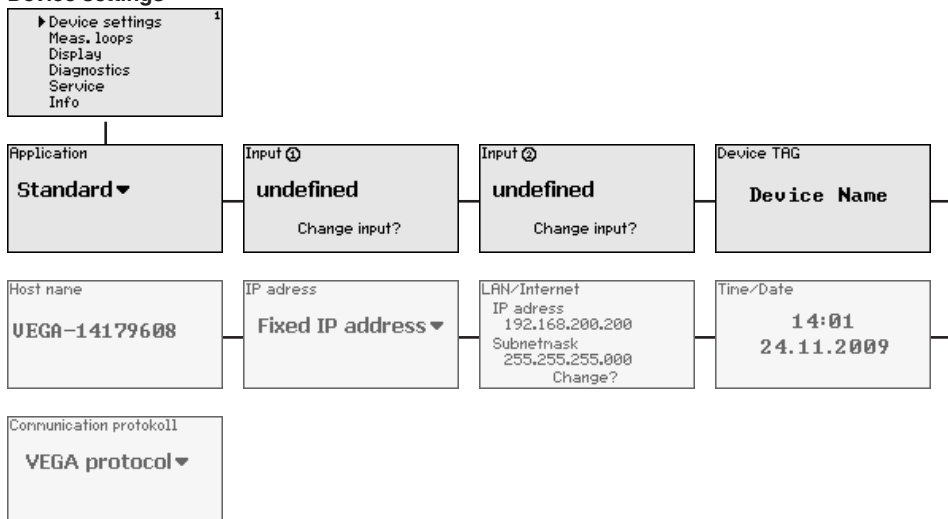 Device settings
1
Device settings
Meas. loops
Display
Diagnostics
Service
Info
Application
Standard
Input ①
undefined
Change input?
Input ②
undefined
Change input?
Device TAG
Device Name
Host name
VEGA-14179608
IP adress
Fixed IP address
LAN/Internet
IP adress
192.168.200.200
Subnetmask
255.255.255.000
Change?
Time/Date
14:01
24.11.2009
Communication protokoll
VEGA protocol